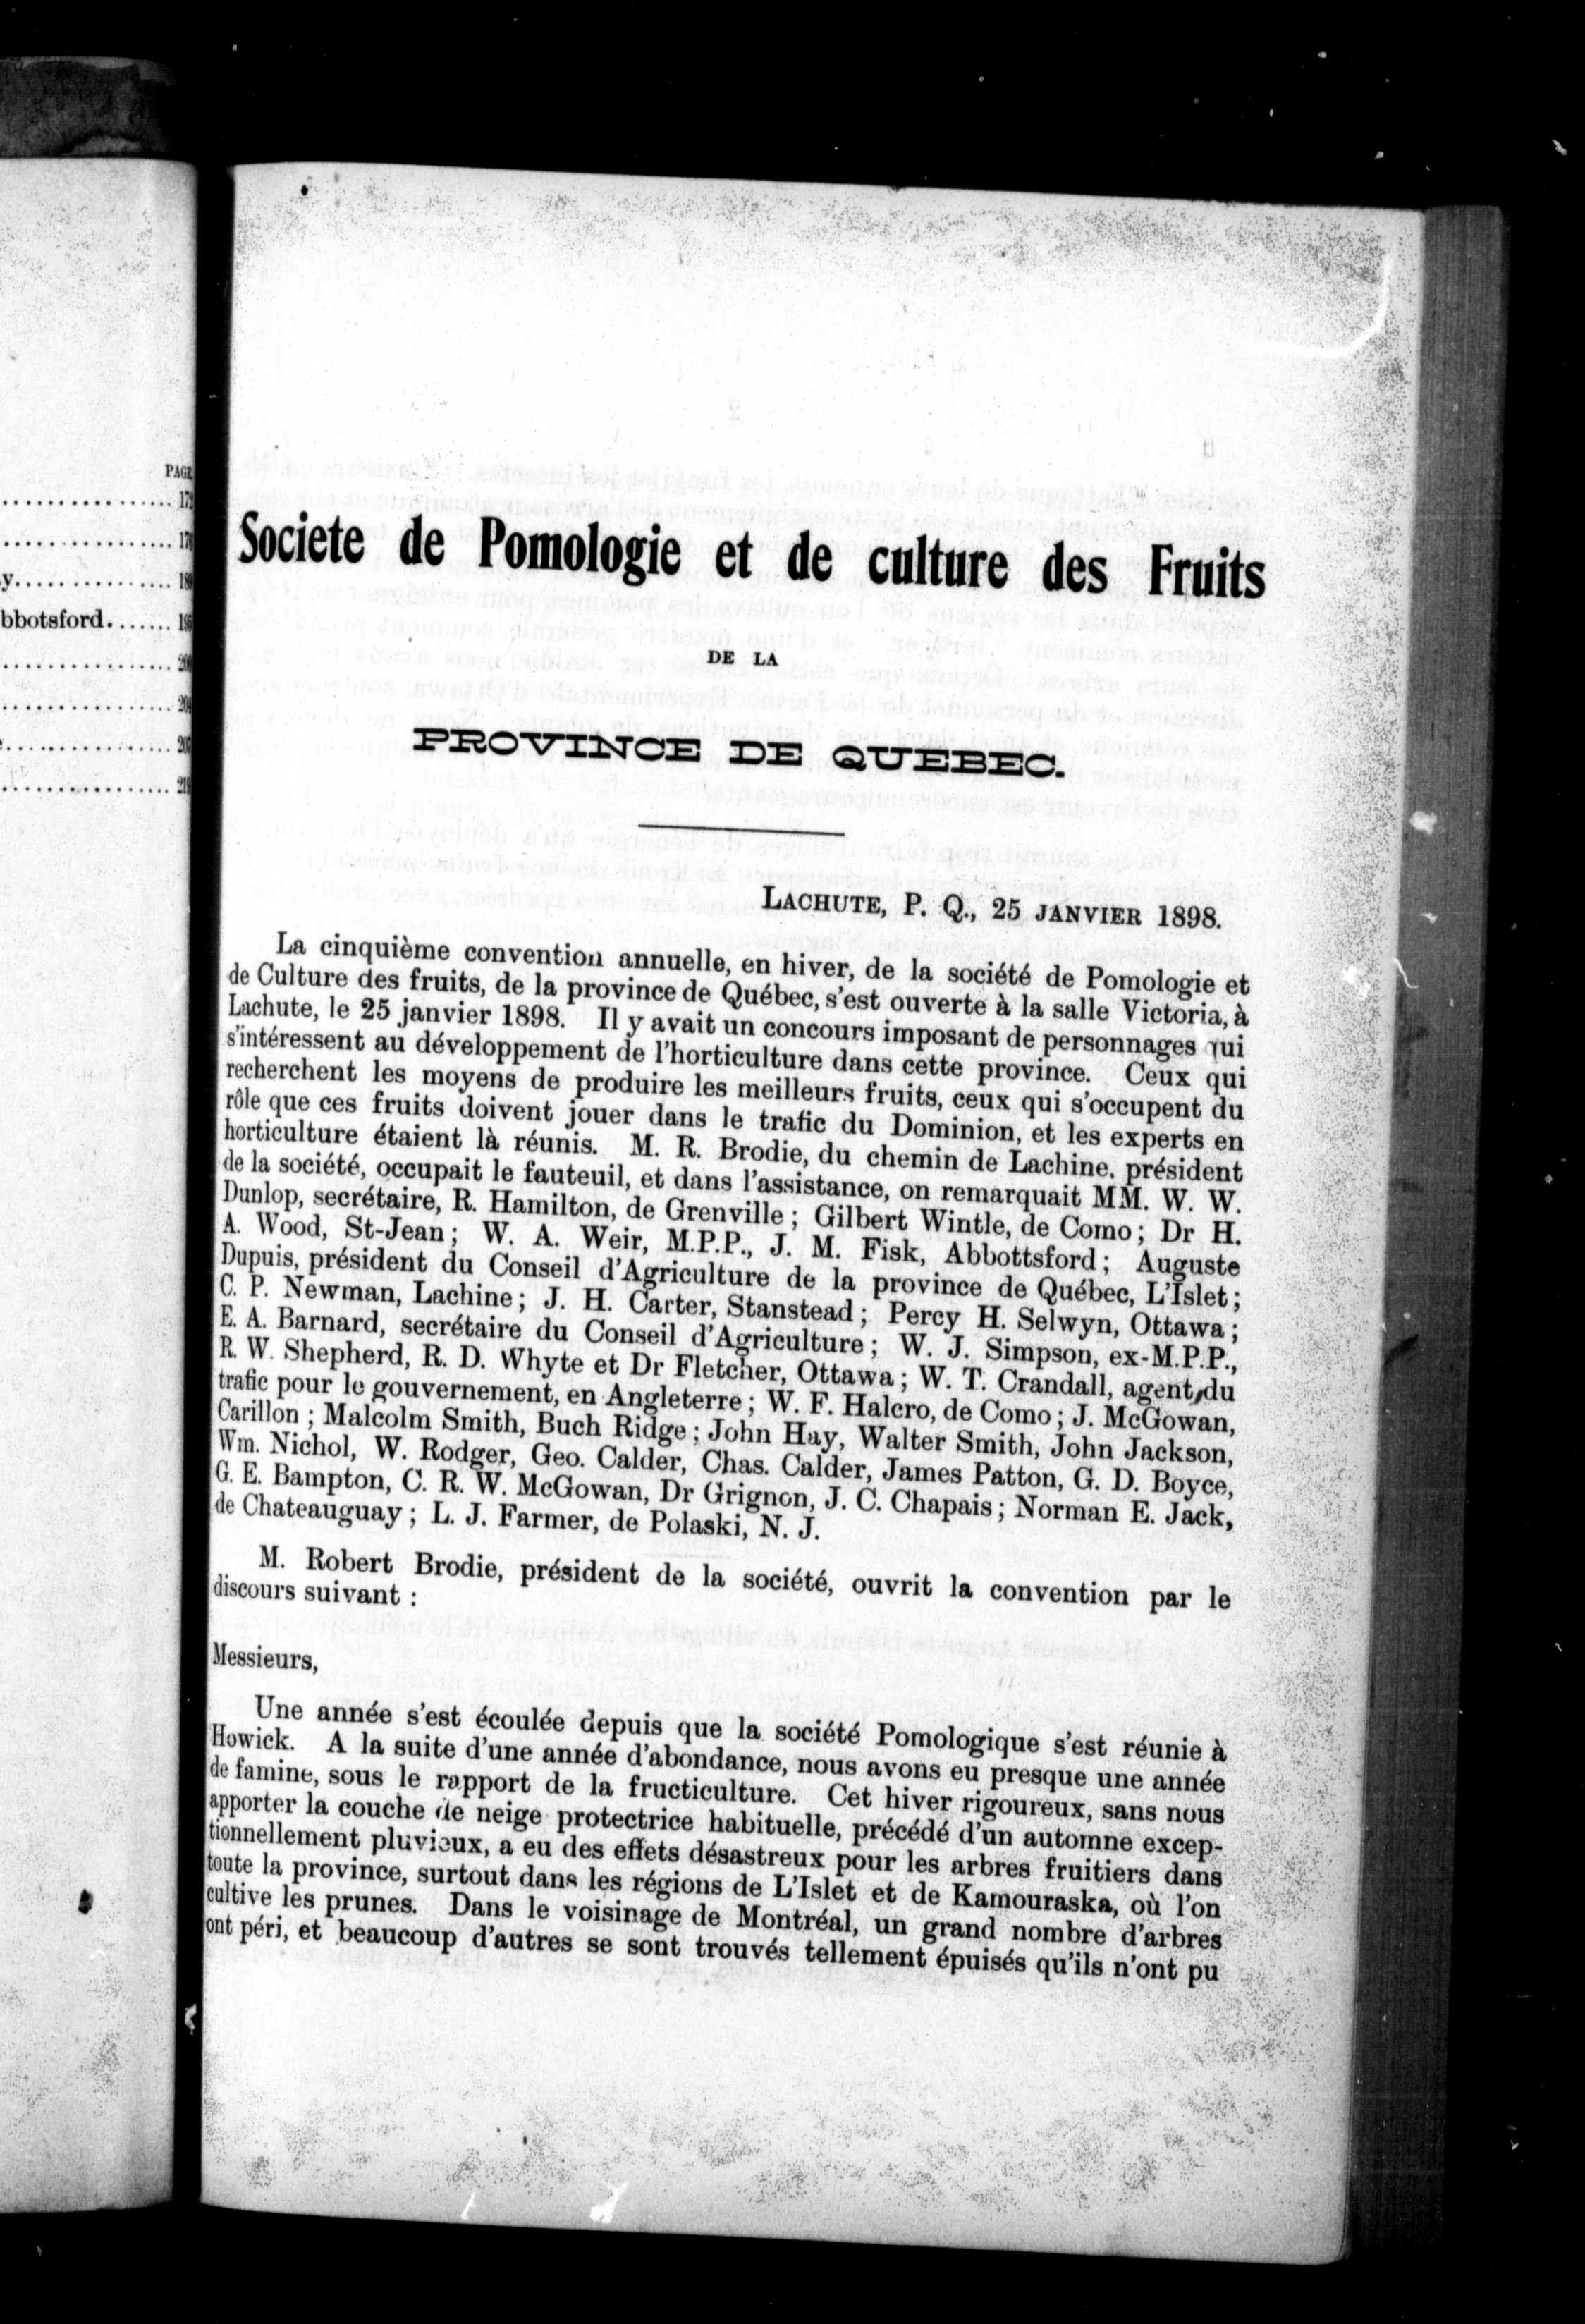 PAGE
172
176
y 180
bbotsford 195
200
204
207
Societe de Pomologie et de culture des Fruits
DE LA
PROVINCE DE QUEBEC.
LACHUTE, P. Q., 25 JANVIER 1898.
La cinquième convention annuelle, en hiver, de la société de Pomologie et
de Culture des fruits, de la province de Québec, s'est ouverte à la salle Victoria, à
Lachute, le 25 janvier 1898. Il y avait un concours imposant de personnages qui
s'intéressent au développement de l'horticulture dans cette province. Ceux qui
recherchent les moyens de produire les meilleurs fruits, ceux qui s'occupent du
rôle que ces fruits doivent jouer dans le trafic du Dominion, et les experts en
horticulture étaient là réunis. M. R. Brodie, du chemin de Lachine, président
de la société, occupait le fauteuil, et dans l'assistance, on remarquait MM. W. W.
Dunlop, secrétaire, R. Hamilton, de Grenville ; Gilbert Wintle, de Como ; Dr H.
A. Wood, St-Jean ; W. A. Weir, M.P.P., J. M. Fisk, Abbottsford ; Auguste
Dupuis, président du Conseil d'Agriculture de la province de Québec, L'Islet ;
C. P. Newman, Lachine ; J. H. Carter, Stanstead ; Percy H. Selwyn, Ottawa ;
E. A. Barnard, secrétaire du Conseil d'Agriculture ; W. J. Simpson, ex-M.P.P.,
R. W. Shepherd, R. D. Whyte et Dr Fletcher, Ottawa ; W. T. Crandall, agent du
trafic pour le gouvernement, en Angleterre ; W. F. Halcro, de Como ; J. McGowan,
Carillon ; Malcolm Smith, Buch Ridge ; John Hay, Walter Smith, John Jackson,
Wm. Nichol, W. Rodger, Geo. Calder, Chas. Calder, James Patton, G. D. Boyce,
G. E. Bampton, C. R. W. McGowan, Dr Grignon, J. C. Chapais ; Norman E. Jack,
de Chateauguay ; L. J. Farmer, de Polaski, N. J.
M. Robert Brodie, président de la société, ouvrit la convention par le
discours suivant :
Messieurs,
Une année s'est écoulée depuis que la société Pomologique s'est réunie à
Howick. A la suite d'une année d'abondance, nous avons eu presque une année
de famine, sous le rapport de la fructiculture. Cet hiver rigoureux, sans nous
apporter la couche de neige protectrice habituelle, précédé d'un automne excep-
tionnellement pluvieux, a eu des effets désastreux pour les arbres fruitiers dans
toute la province, surtout dans les régions de L'Islet et de Kamouraska, où l'on
cultive les prunes. Dans le voisinage de Montréal, un grand nombre d'arbres
ont péri, et beaucoup d'autres se sont trouvés tellement épuisés qu'ils n'ont pu